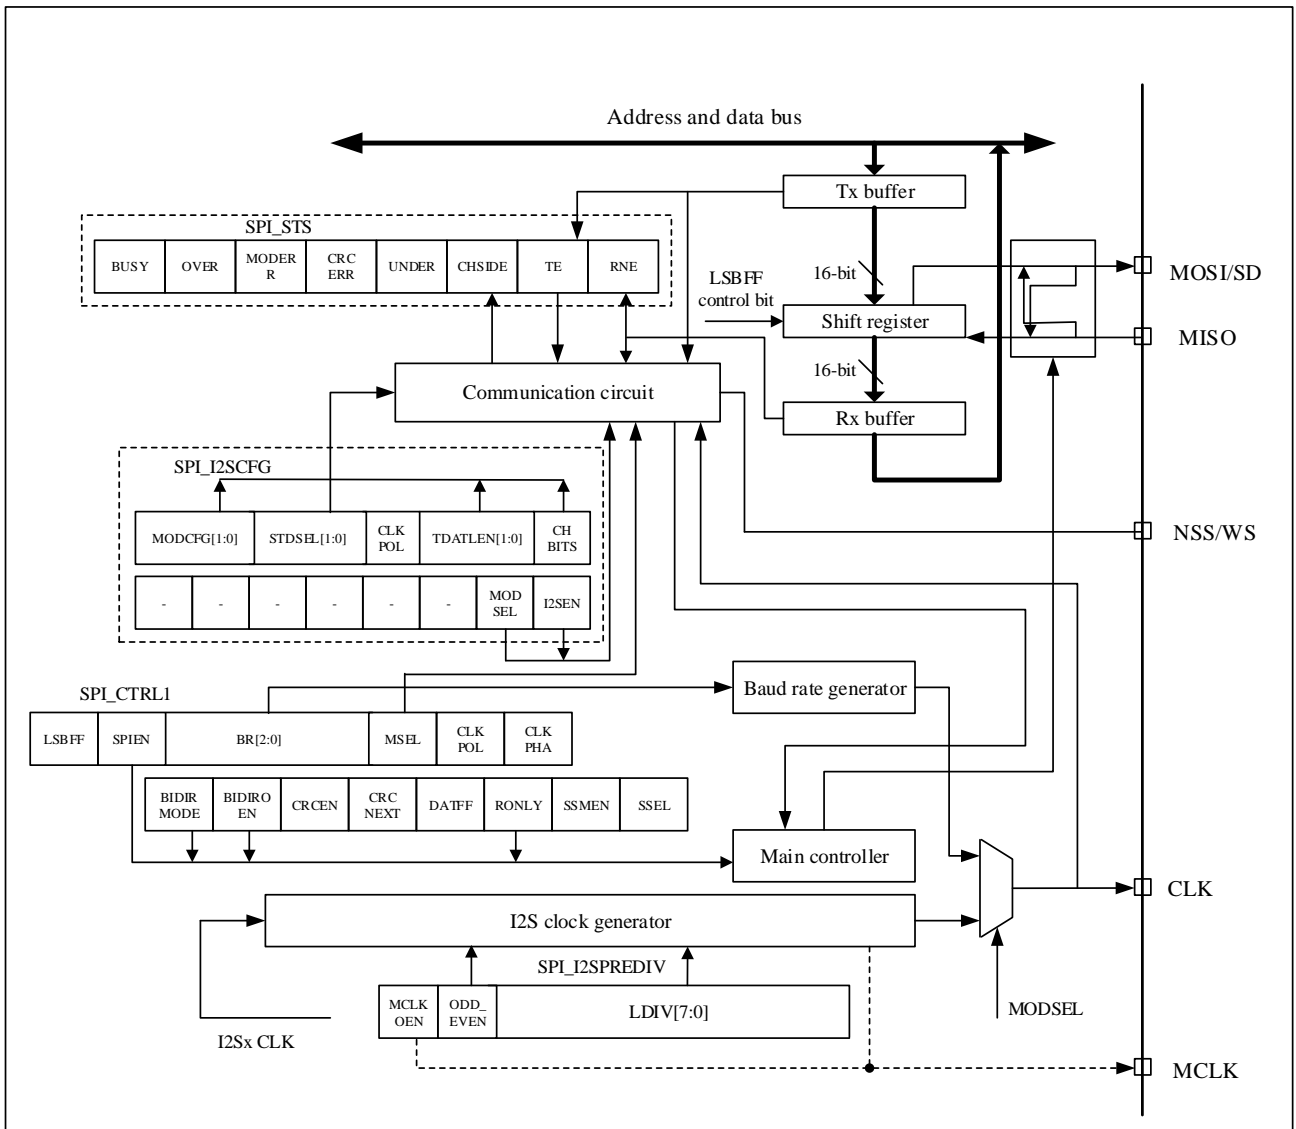 Address and data bus
Tx buffer
SPI_STS
BUSY
OVER
MODER
R
CRC
ERR
UNDER
CHSIDE
TE
RNE
16-bit
LSBFF
control bit
Shift register
MOSI/SD
MISO
Communication circuit
16-bit
Rx buffer
SPI_I2SCFG
MODCFG[1:0]
STDSEL[1:0]
CLK
POL
TDATLEN[1:0]
CH
BITS
NSS/WS
-
-
-
-
-
-
MOD
SEL
I2SEN
SPI_CTRL1
Baud rate generator
LSBFF
SPIEN
BR[2:0]
MSEL
CLK
POL
CLK
PHA
BIDIR
MODE
BIDIRO
EN
CRCEN
CRC
NEXT
DATFF
RONLY
SSMEN
SSEL
Main controller
CLK
I2S clock generator
SPI_I2SPREDIV
MCLK
OEN
ODD_
EVEN
LDIV[7:0]
MODSEL
I2Sx CLK
MCLK